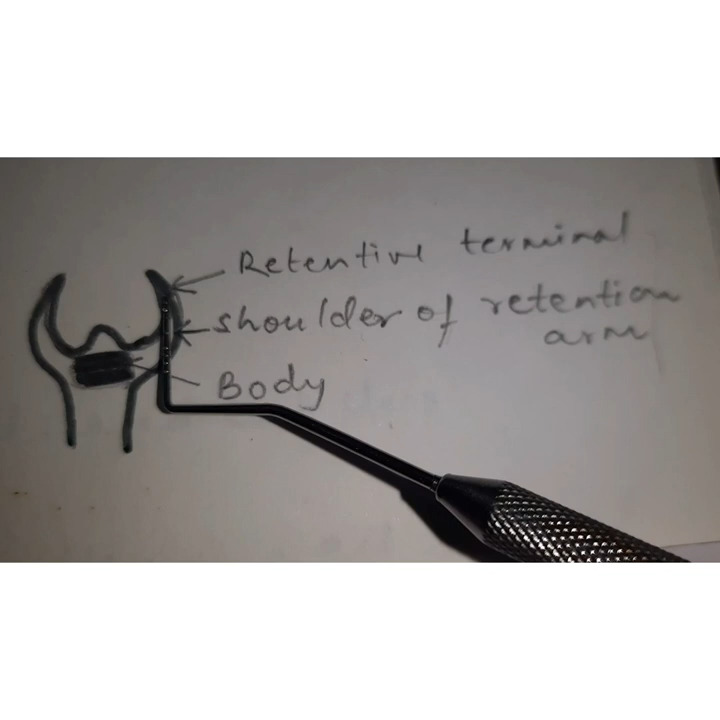 Retentive terminal
shoulder of retention
arm
Body